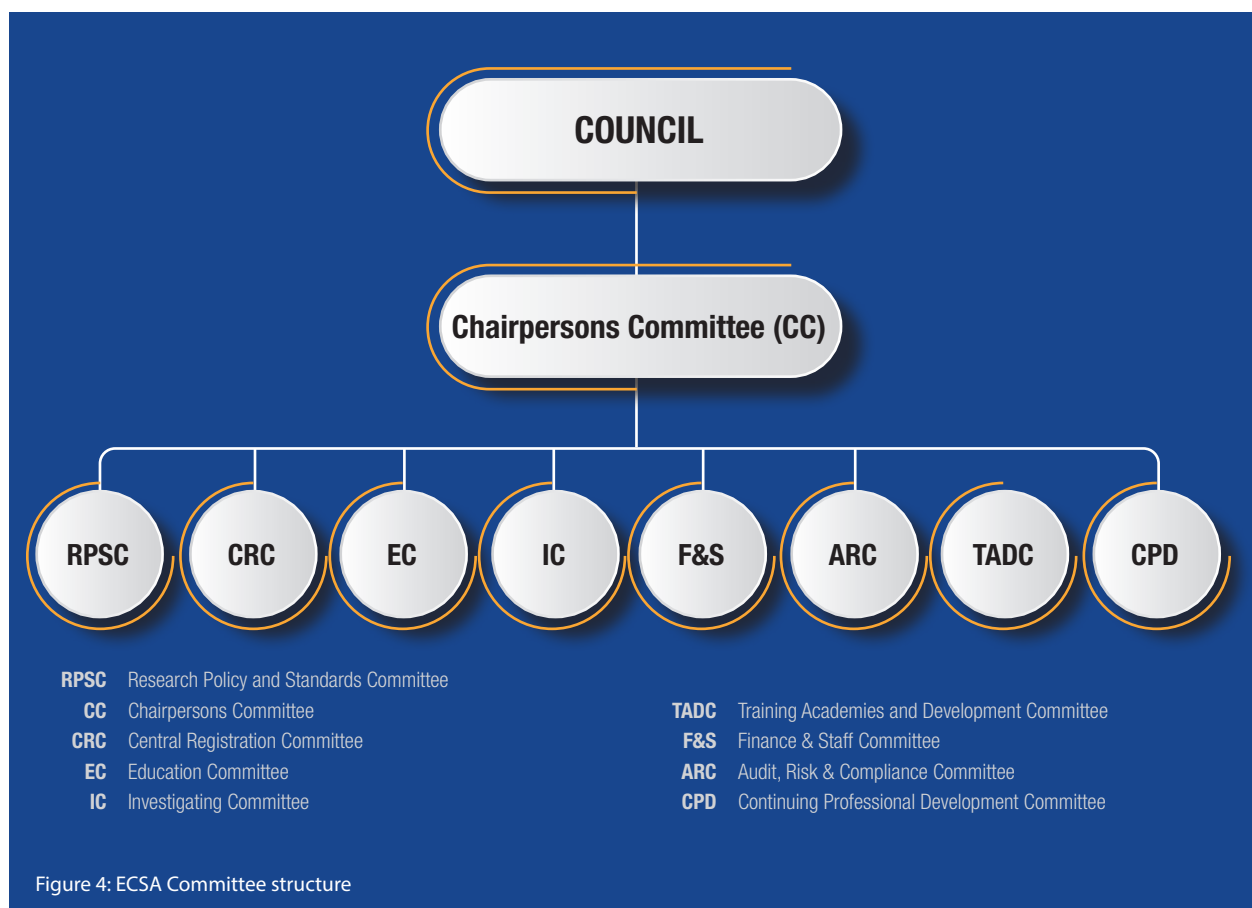 COUNCIL
Chairpersons Committee (CC)
RPSC CRC EC IC F&S ARC TADC CPD
RPSC Research Policy and Standards Committee
CC Chairpersons Committee
CRC Central Registration Committee
EC Education Committee
IC Investigating Committee
TADC Training Academies and Development Committee
F&S Finance & Staff Committee
ARC Audit, Risk & Compliance Committee
CPD Continuing Professional Development Committee
Figure 4: ECSA Committee structure